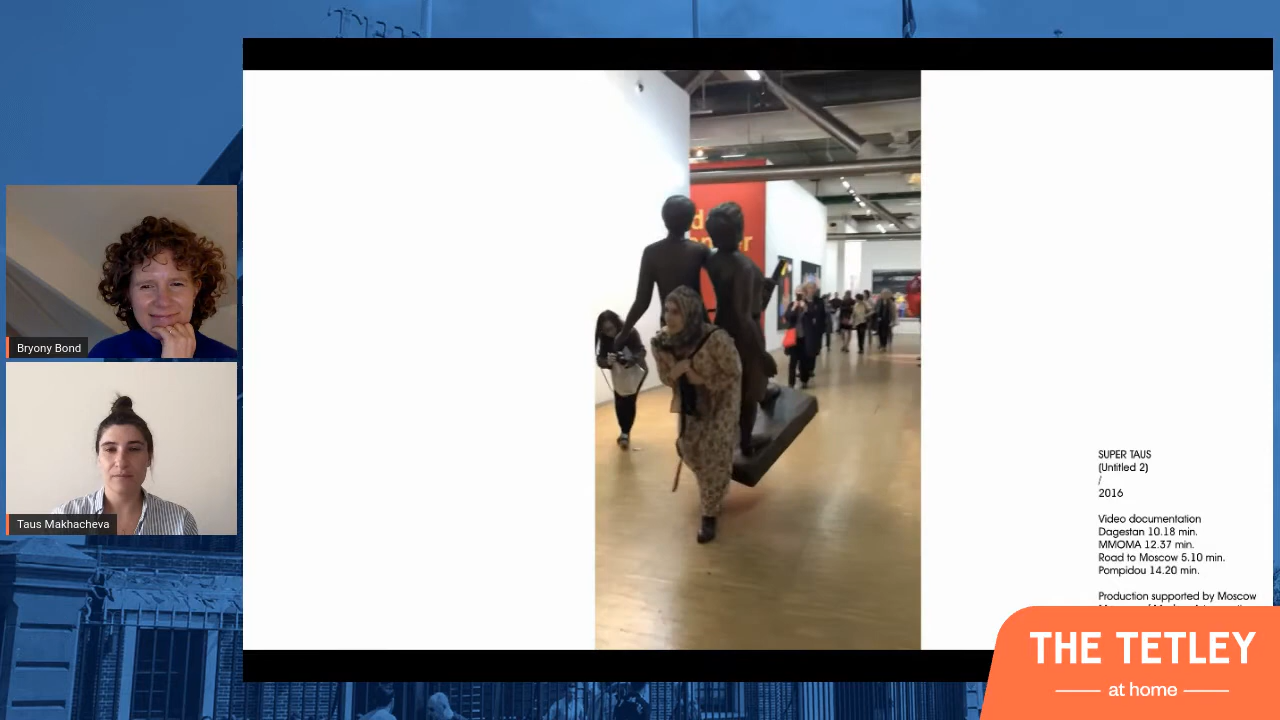 Bryony Bond
Taus Makhacheva
SUPER TAUS
(Untitled 2)
/
2016
Video documentation
Dagestan 10.18 min.
MMOMA 12.37 min.
Road to Moscow 5.10 min.
Pompidou 14.20 min.
Production supported by Moscow
THE TETLEY
at home